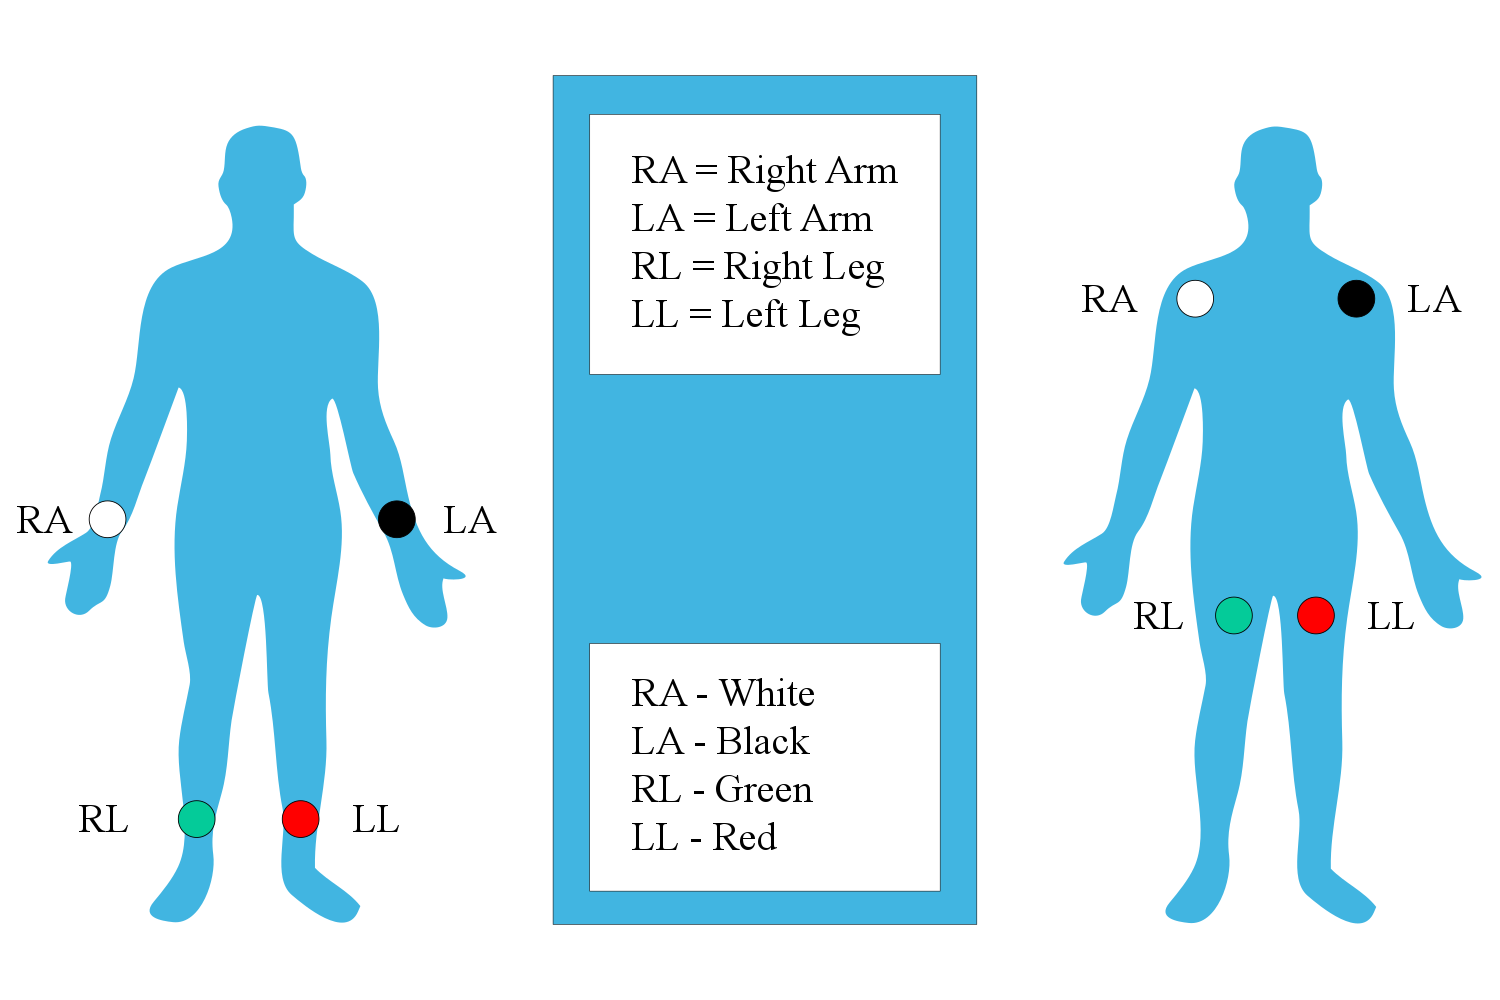 RA
LA
RL
LL
RA = Right Arm
LA = Left Arm
RL = Right Leg
LL = Left Leg
RA - White
LA - Black
RL - Green
LL - Red
RA
LA
RL
LL